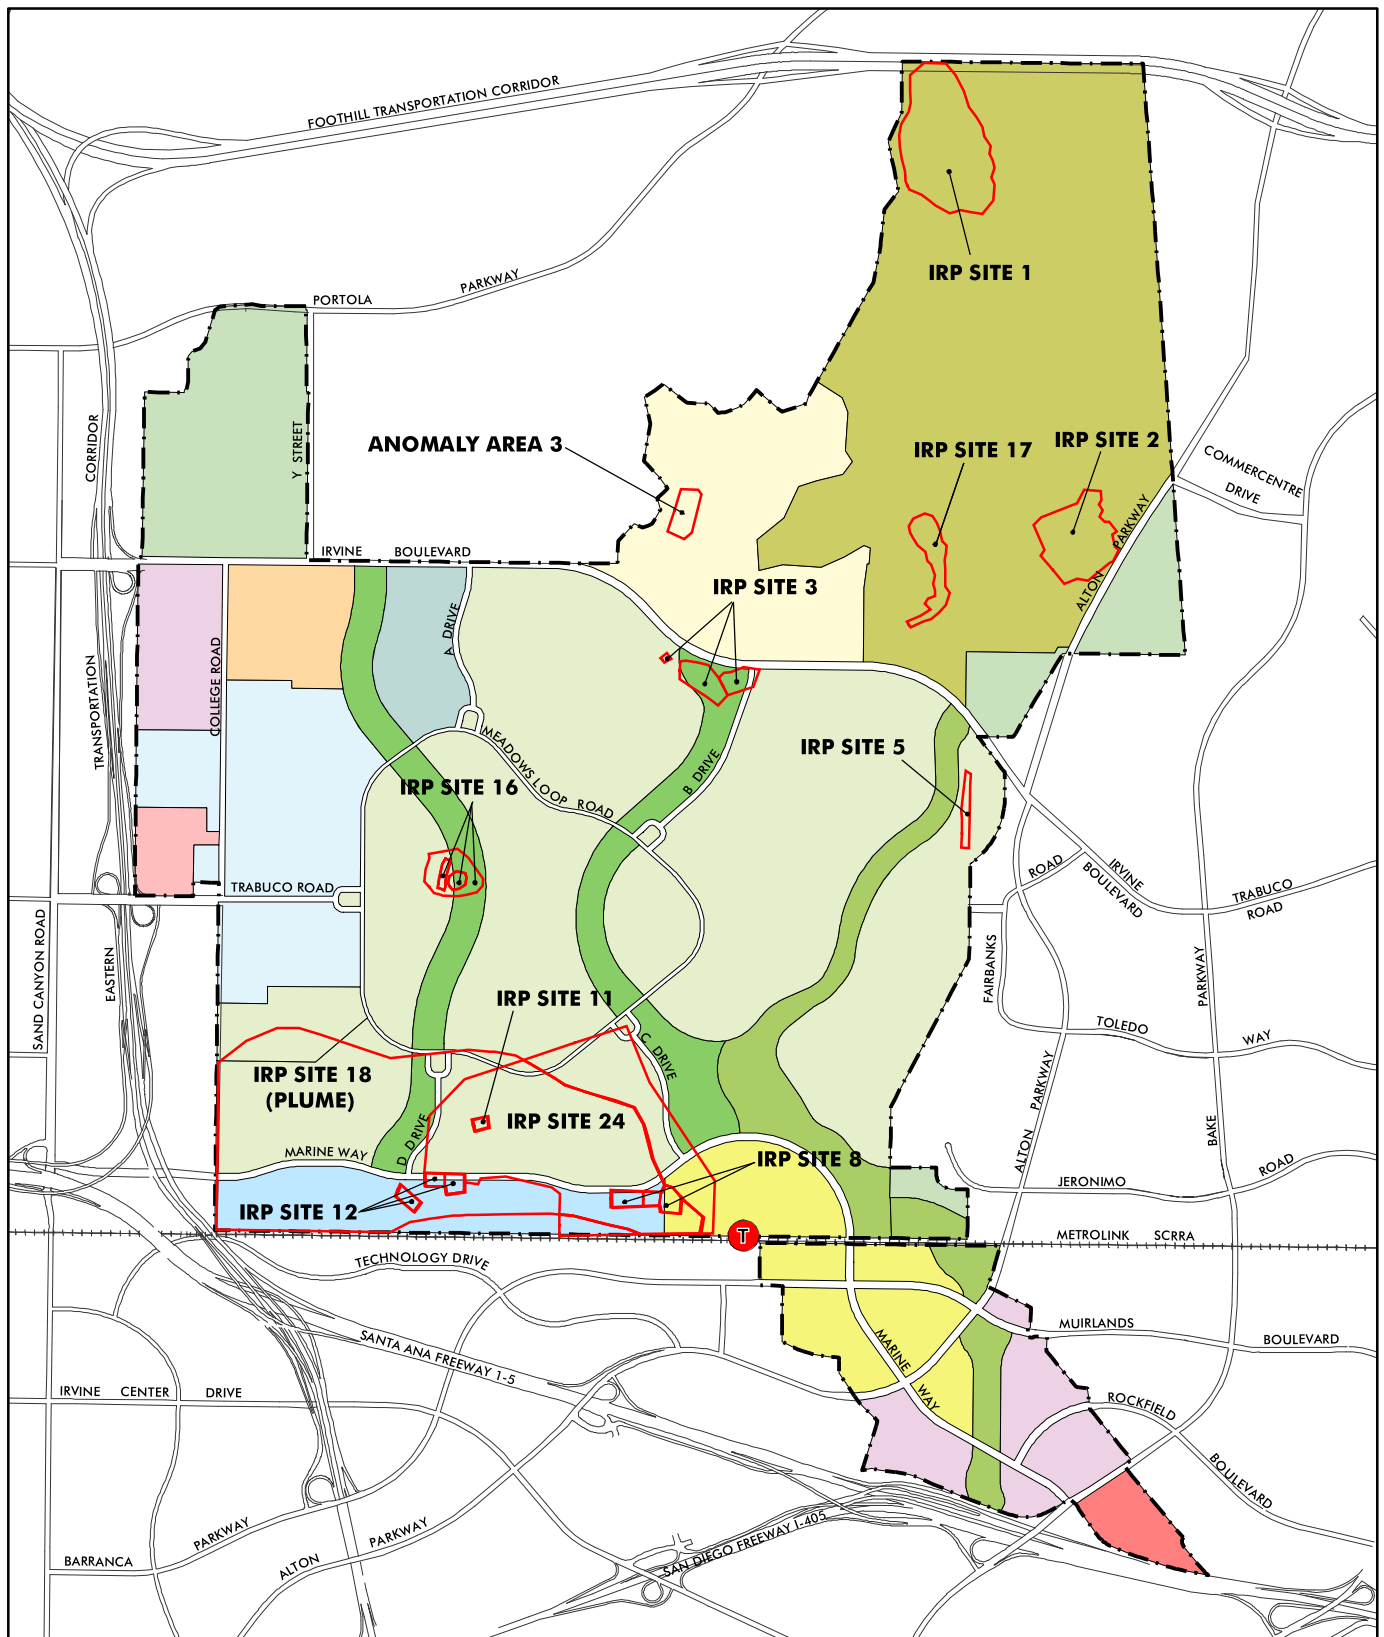 FOOTHILL TRANSPORTATION CORRIDOR
IRP SITE 1
PORTOLA
PARKWAY
CORRIDOR
Y STREET
ANOMALY AREA 3
IRP SITE 17
IRP SITE 2
COMMERCENTRE
DRIVE
ALTON
PARKWAY
IRVINE
BOULEVARD
IRP SITE 3
A DRIVE
COLLEGE ROAD
TRANSPORTATION
MEADOWS LOOP ROAD
B DRIVE
IRP SITE 5
IRP SITE 16
TRABUCO ROAD
ROAD
IRVINE
BOULEVARD
TRABUCO
ROAD
SAND CANYON ROAD
EASTERN
FAIRBANKS
PARKWAY
IRP SITE 11
C DRIVE
TOLEDO
WAY
IRP SITE 18
(PLUME)
IRP SITE 24
ALTON
PARKWAY
BAKE
D DRIVE
MARINE WAY
IRP SITE 8
JERONIMO
ROAD
IRP SITE 12
T
METROLINK SCRRA
TECHNOLOGY DRIVE
MUIRLANDS
BOULEVARD
SANTA ANA FREEWAY 1-5
MARINE
WAY
IRVINE CENTER DRIVE
ROCKFIELD
BOULEVARD
PARKWAY
BARRANCA
ALTON
PARKWAY
SAN DIEGO FREEWAY I-405